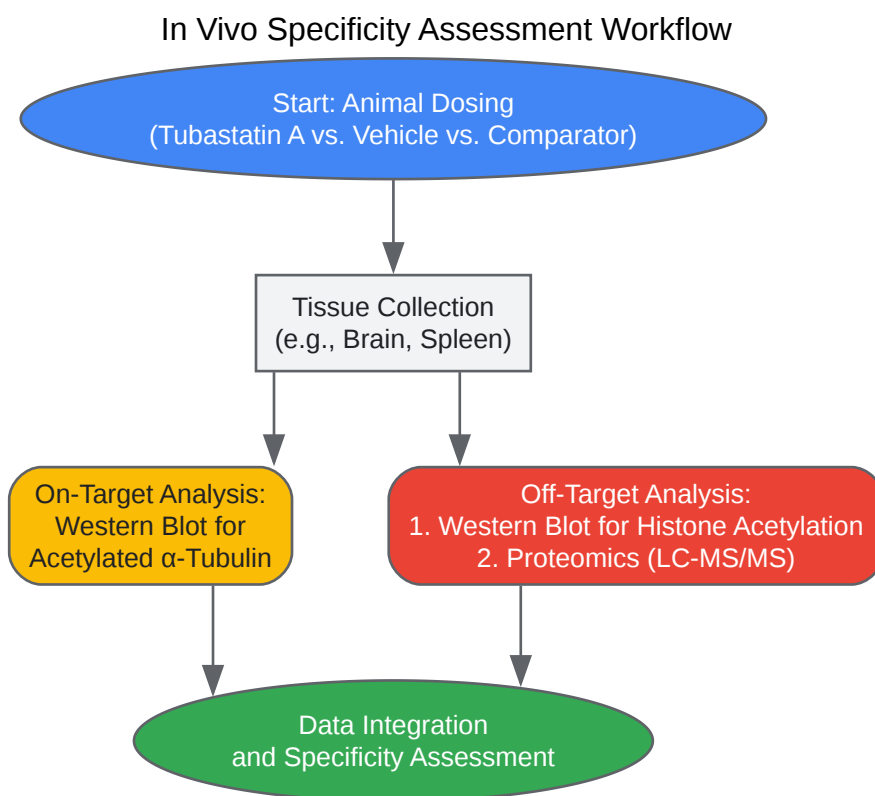 In Vivo Specificity Assessment Workflow
Start: Animal Dosing
(Tubastatin A vs. Vehicle vs. Comparator)
Tissue Collection
(e.g., Brain, Spleen)
On-Target Analysis:
Western Blot for
Acetylated α-Tubulin
Off-Target Analysis:
1. Western Blot for Histone Acetylation
2. Proteomics (LC-MS/MS)
Data Integration
and Specificity Assessment